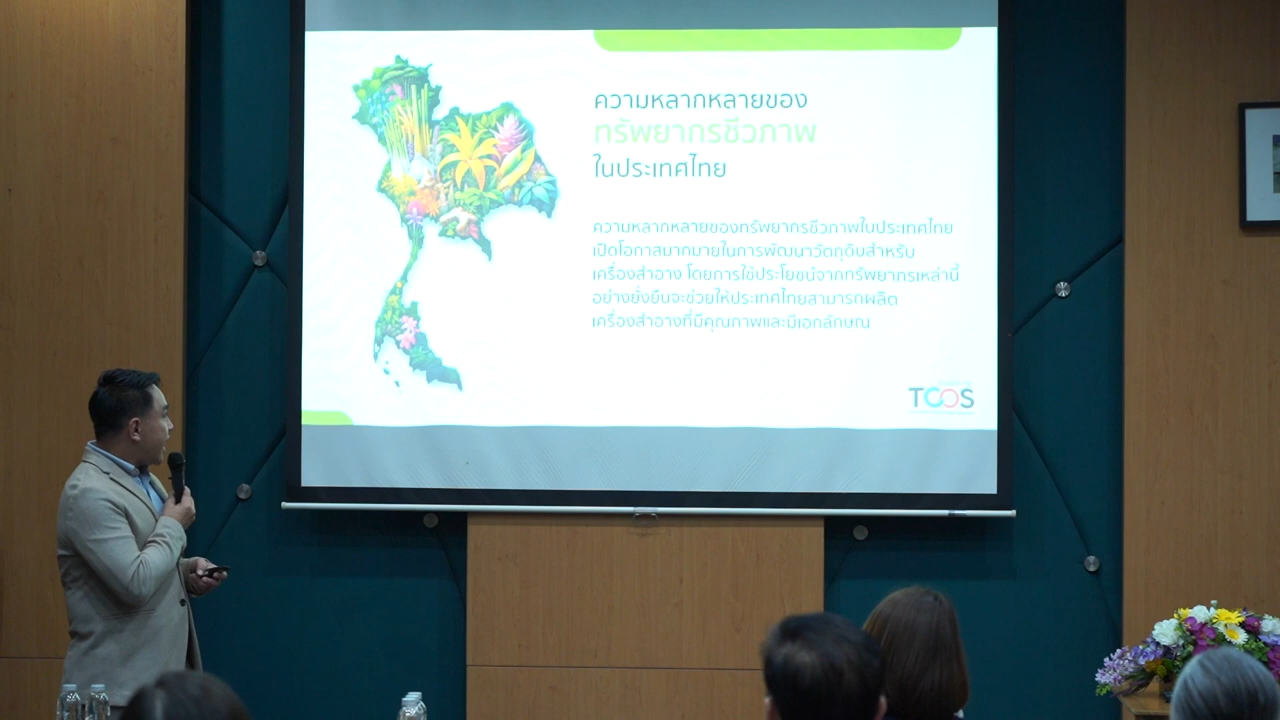 ความหลากหลายของ
ทรัพยากรชีวภาพ
ในประเทศไทย
ความหลากหลายของทรัพยากรชีวภาพในประเทศไทย
เปิดโอกาสมากมายในการพัฒนาวัตถุดิบสำหรับ
เครื่องสำอาง โดยการใช้ประโยชน์จากทรัพยากรเหล่านี้
อย่างยั่งยืนจะช่วยให้ประเทศไทยสามารถผลิต
เครื่องสำอางที่มีคุณภาพและมีเอกลักษณ์
TCOS